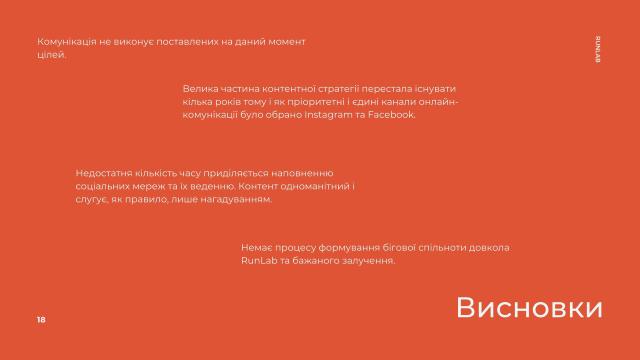 Комунікація не виконує поставлених на даний момент
цілей.
RUNLAB
Велика частина контентної стратегії перестала існувати
кілька років тому і як пріоритетні і єдині канали онлайн-
комунікації було обрано Instagram та Facebook.
Недостатня кількість часу приділяється наповненню
соціальних мереж та їх веденню. Контент одноманітний і
слугує, як правило, лише нагадуванням.
Немає процесу формування бігової спільноти довкола
RunLab та бажаного залучення.
Висновки
18